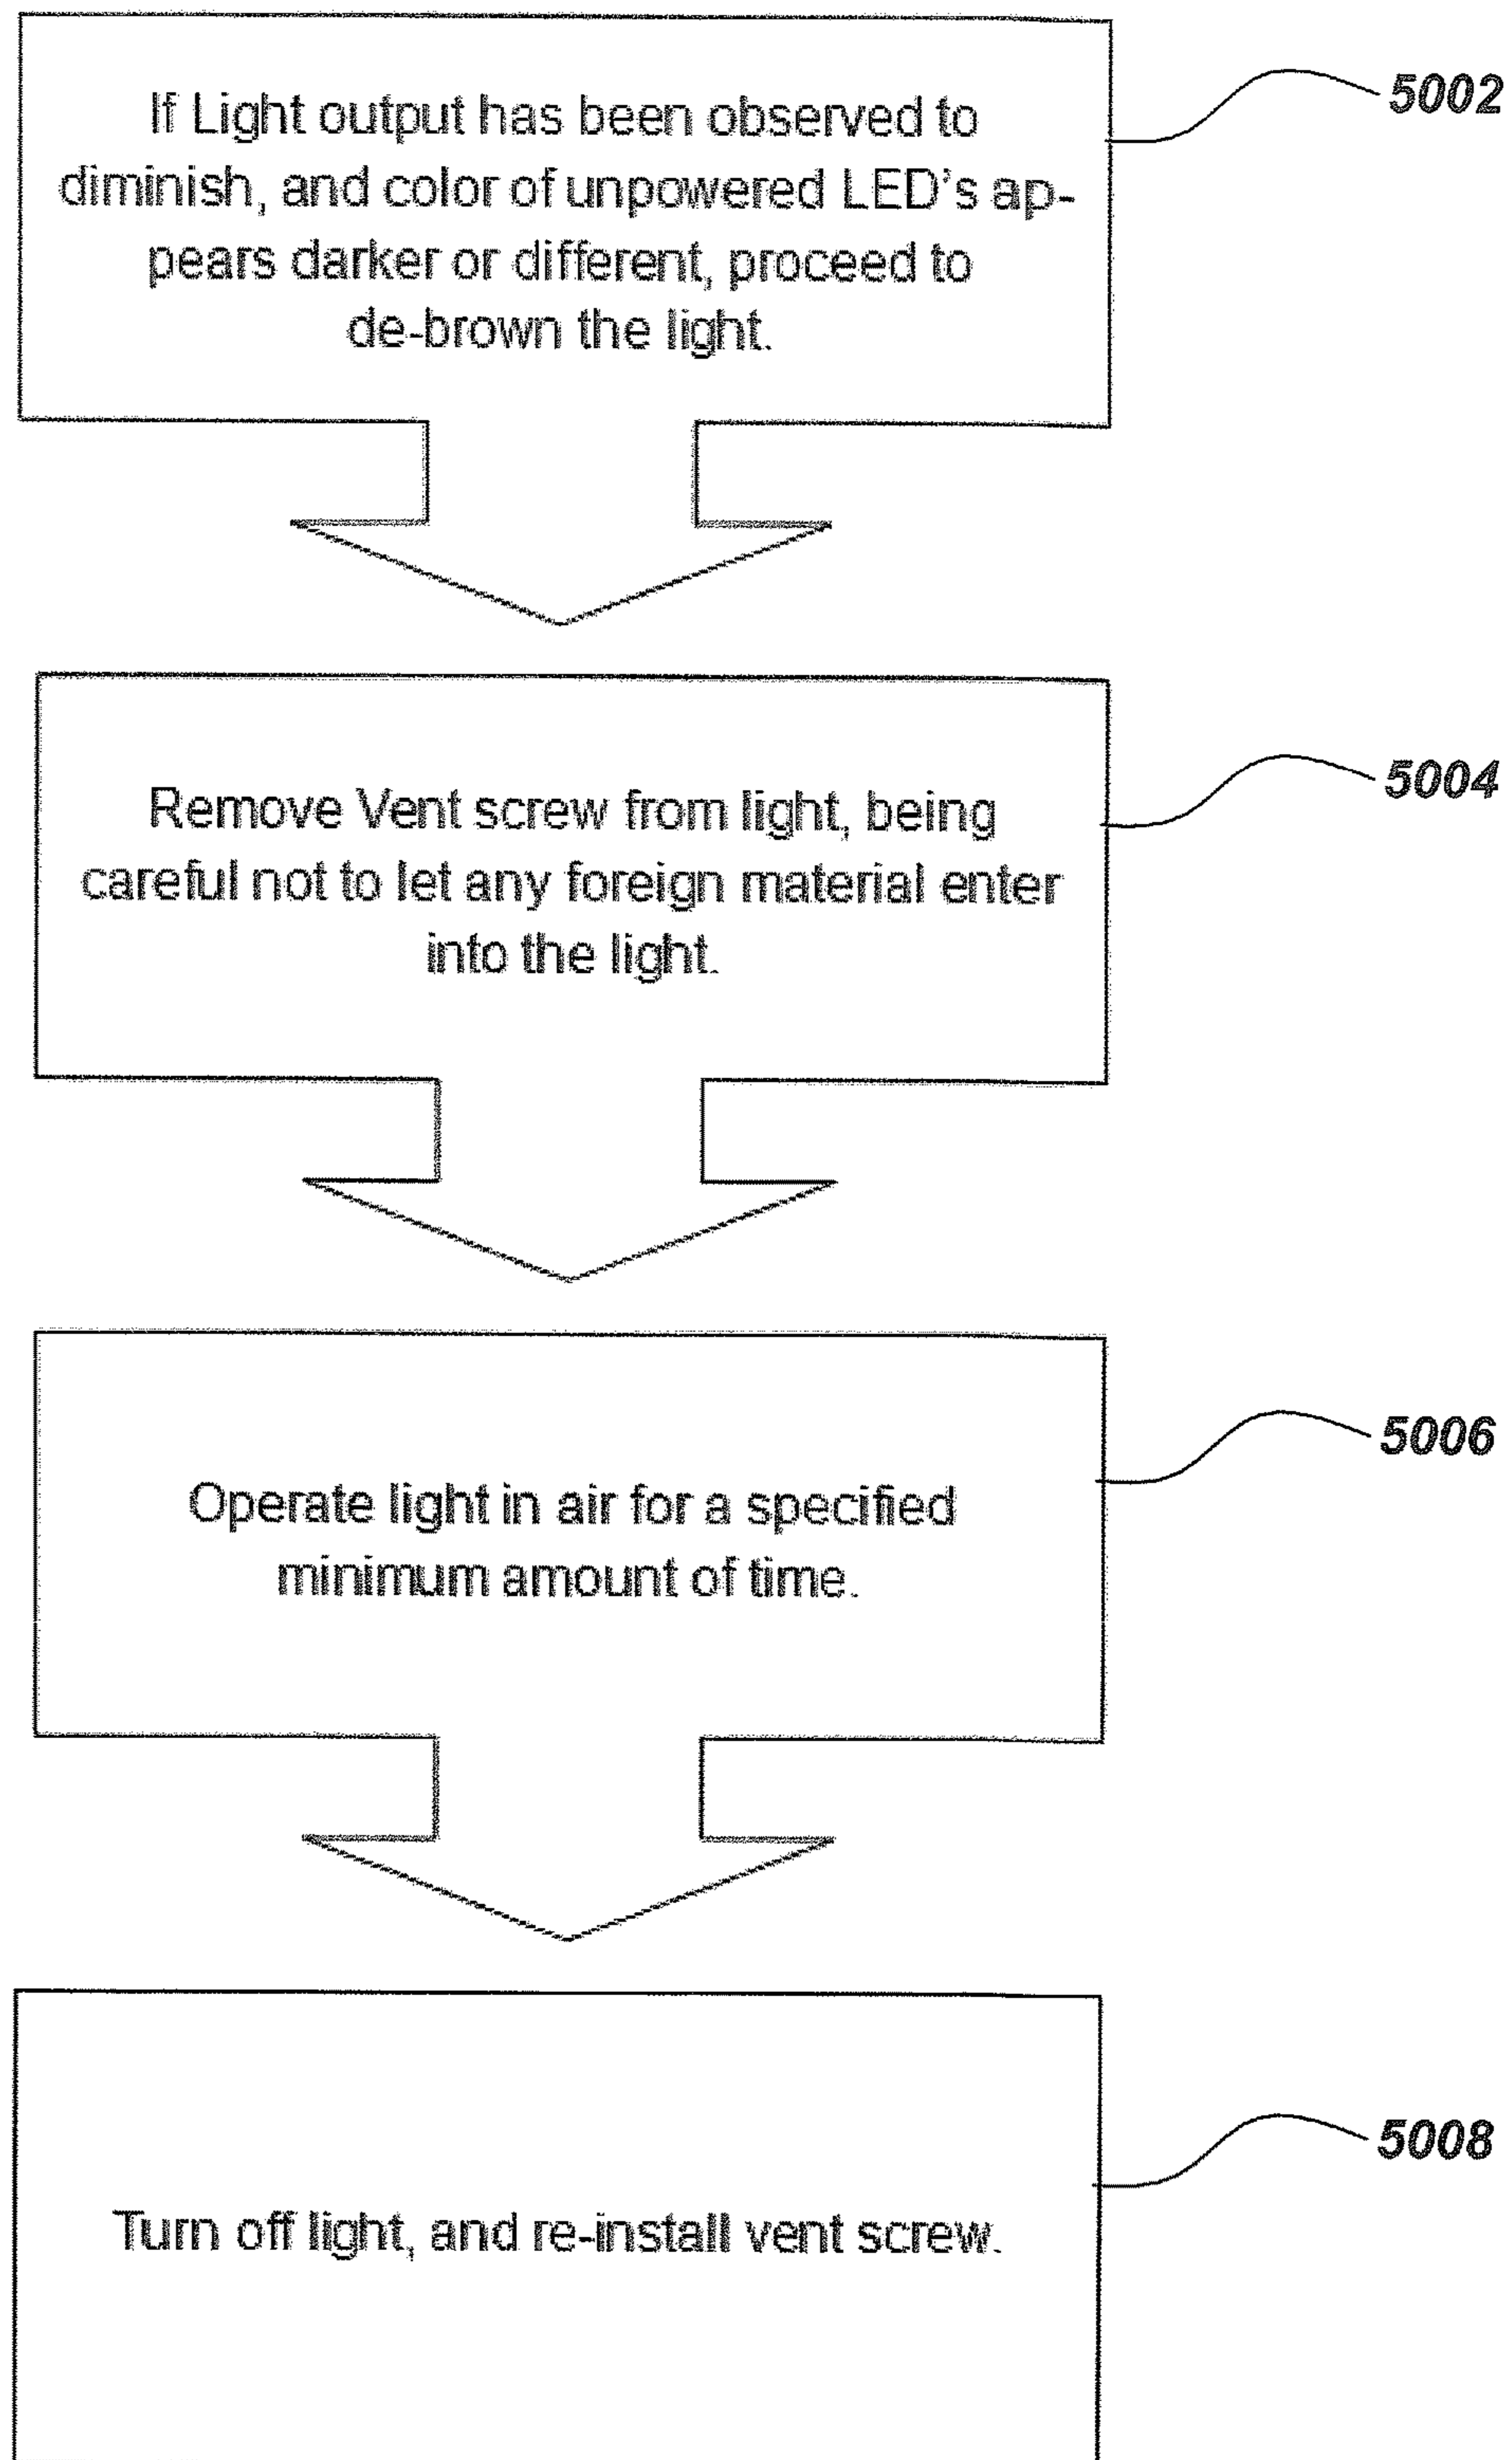 If Light output has been observed to
5002
diminish, and color of unpowered LED's ap-
pears darker or different, proceed to
de-brown the light.
Remove Vent screw from light, being
5004
careful not to let any foreign material enter
into the light.
5006
Operate light in air for a specified
minimum amount of time.
5008
Turn off light, and re-install vent screw.